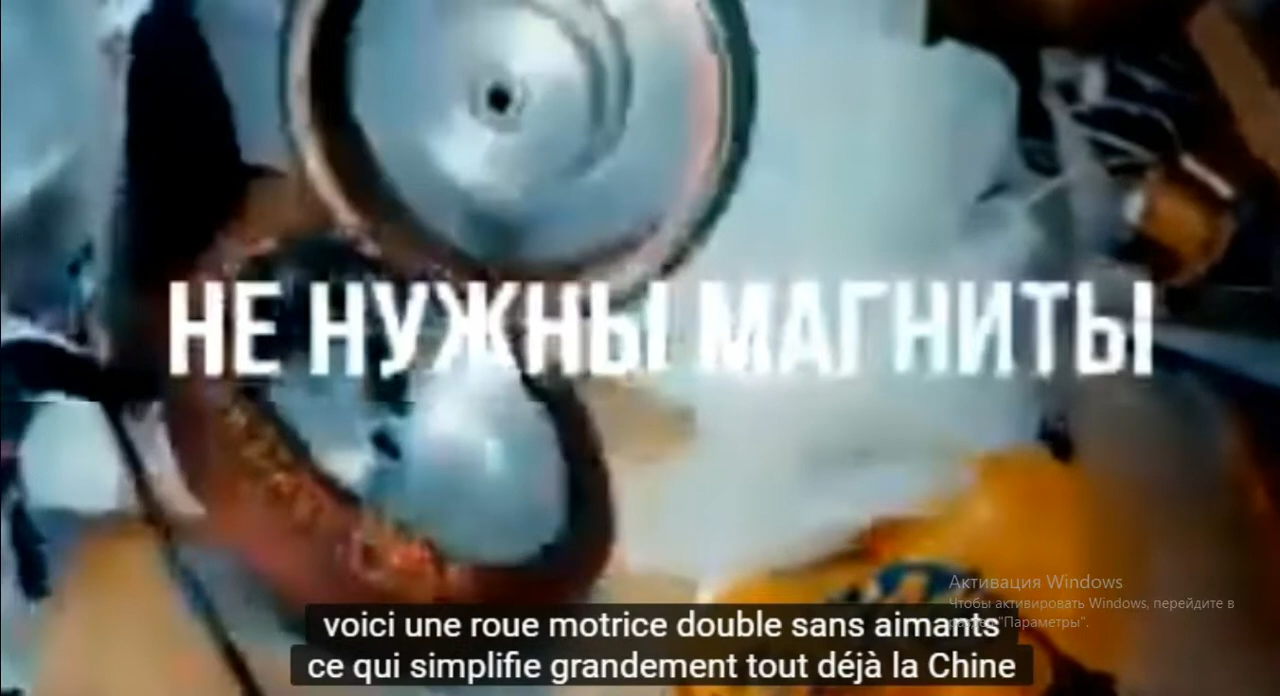 НЕ НУЖНЫ МАГНИТЫ
Активация Windows
Чтобы активировать Windows, перейдите в
"Параметры".
voici une roue motrice double sans aimants
ce qui simplifie grandement tout déjà la Chine